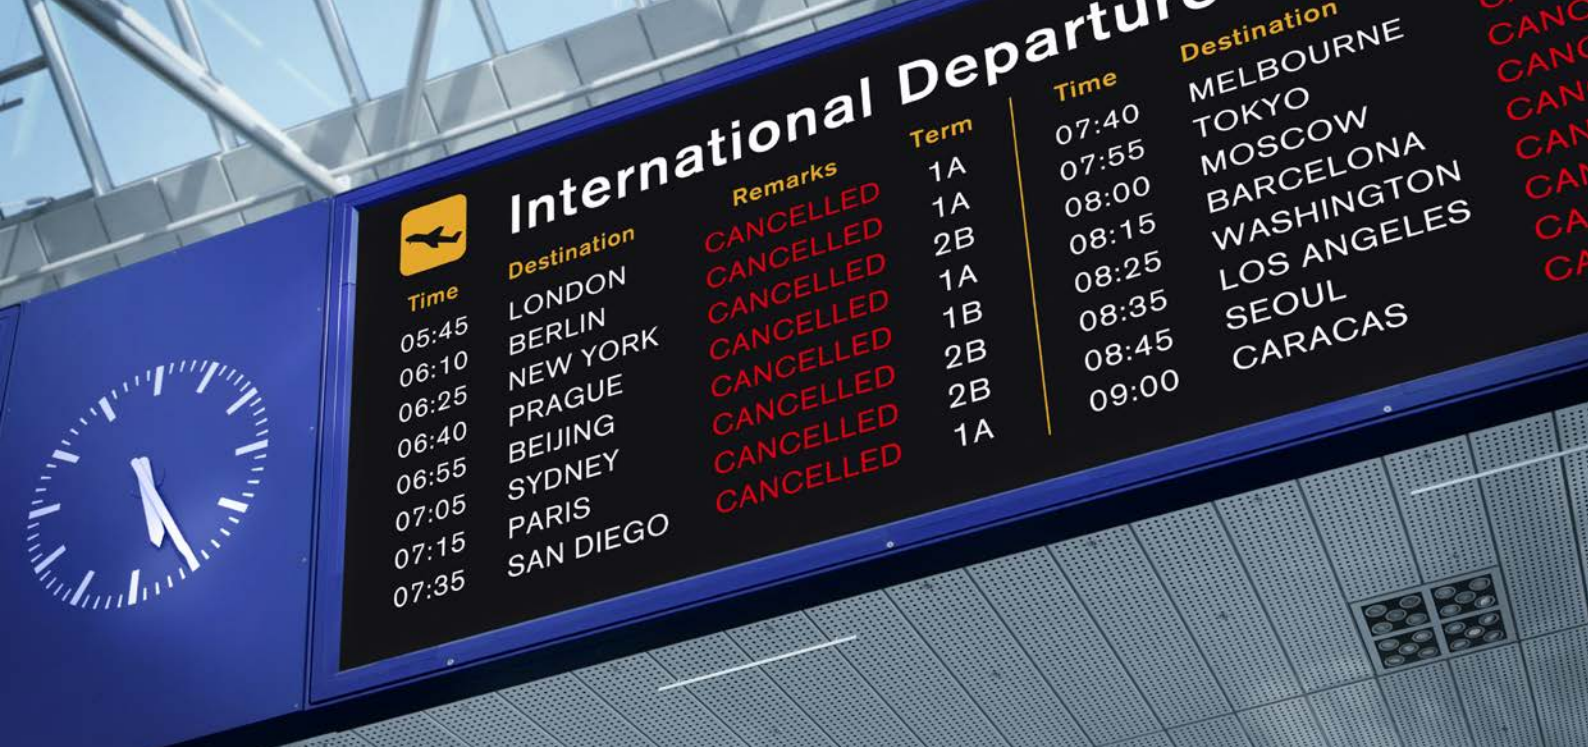 International Departure
Time Destination Remarks Term
05:45 LONDON CANCELLED 1A
06:10 BERLIN CANCELLED 1A
06:25 NEW YORK CANCELLED 2B
06:40 PRAGUE CANCELLED 1A
06:55 BEIJING CANCELLED 1B
07:05 SYDNEY CANCELLED 2B
07:15 PARIS CANCELLED 2B
07:35 SAN DIEGO CANCELLED 1A
Time Destination
07:40 MELBOURNE
07:55 TOKYO
08:00 MOSCOW
08:15 BARCELONA
08:25 WASHINGTON
08:35 LOS ANGELES
08:45 SEOUL
09:00 CARACAS